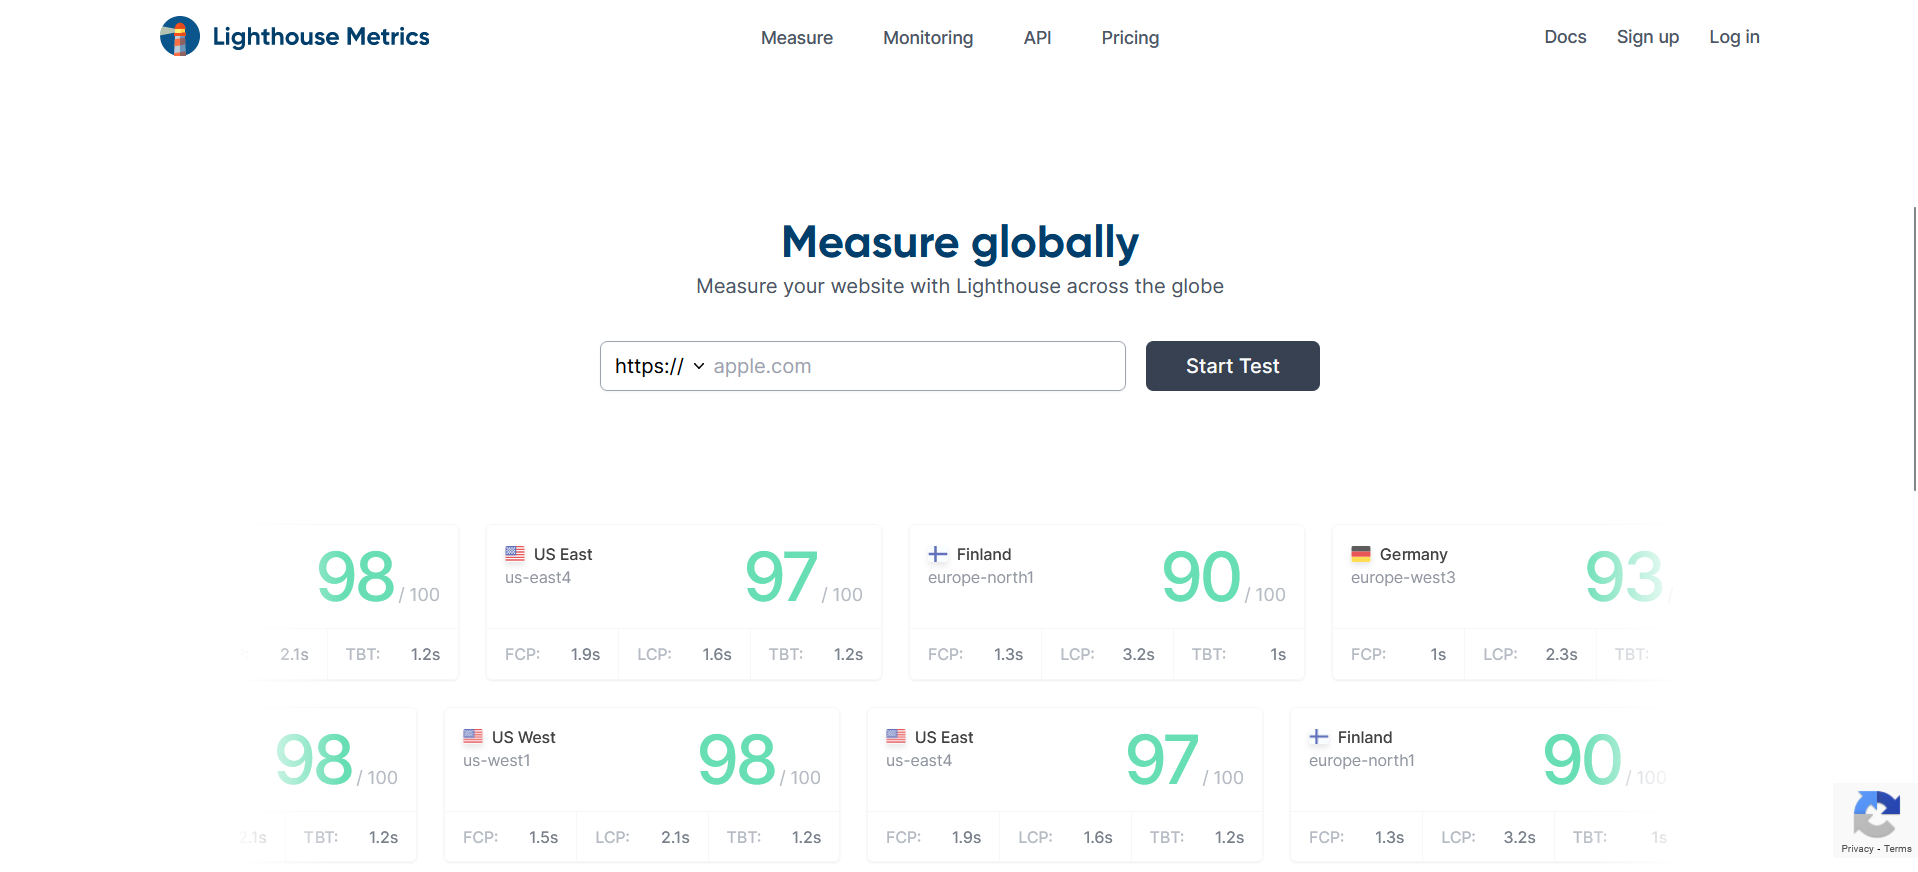 Lighthouse Metrics
Measure
Monitoring
API
Pricing
Docs
Sign up
Log in
Measure globally
Measure your website with Lighthouse across the globe
https://
apple.com
Start Test
98 / 100
2.1s
TBT: 1.2s
US East
us-east4
97 / 100
FCP: 1.9s
LCP: 1.6s
TBT: 1.2s
Finland
europe-north1
90 / 100
FCP: 1.3s
LCP: 3.2s
TBT: 1s
Germany
europe-west3
93 /
FCP: 1s
LCP: 2.3s
TBT:
98 / 100
2.1s
TBT: 1.2s
US West
us-west1
98 / 100
FCP: 1.5s
LCP: 2.1s
TBT: 1.2s
US East
us-east4
97 / 100
FCP: 1.9s
LCP: 1.6s
TBT: 1.2s
Finland
europe-north1
90 / 100
FCP: 1.3s
LCP: 3.2s
TBT: 1s
Privacy - Terms